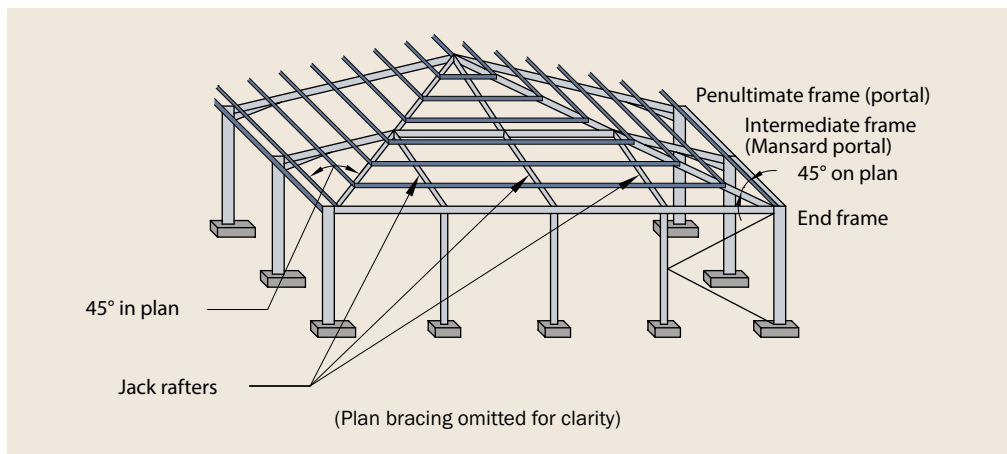 Penultimate frame (portal)
Intermediate frame
(Mansard portal)
45° on plan
End frame
45° in plan
Jack rafters
(Plan bracing omitted for clarity)